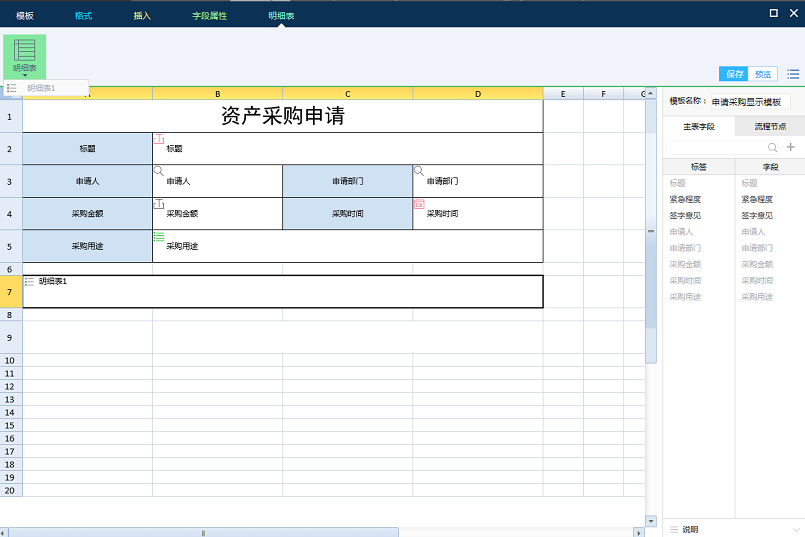 模板 格式 插入 字段属性 明细表
明细表
保存 预览
明细表1
B C D E F G
模板名称： 申请采购显示模板
1 资产采购申请
主表字段 流程节点
2 标题 标题
标签 字段
3 申请人 申请人 申请部门 申请部门
标题 标题
紧急程度 紧急程度
4 采购金额 采购金额 采购时间 采购时间
签字意见 签字意见
申请人 申请人
5 采购用途 采购用途
申请部门 申请部门
6
采购金额 采购金额
7 明细表1
采购时间 采购时间
采购用途 采购用途
8
9
10
11
12
13
14
15
16
17
18
19
20
说明